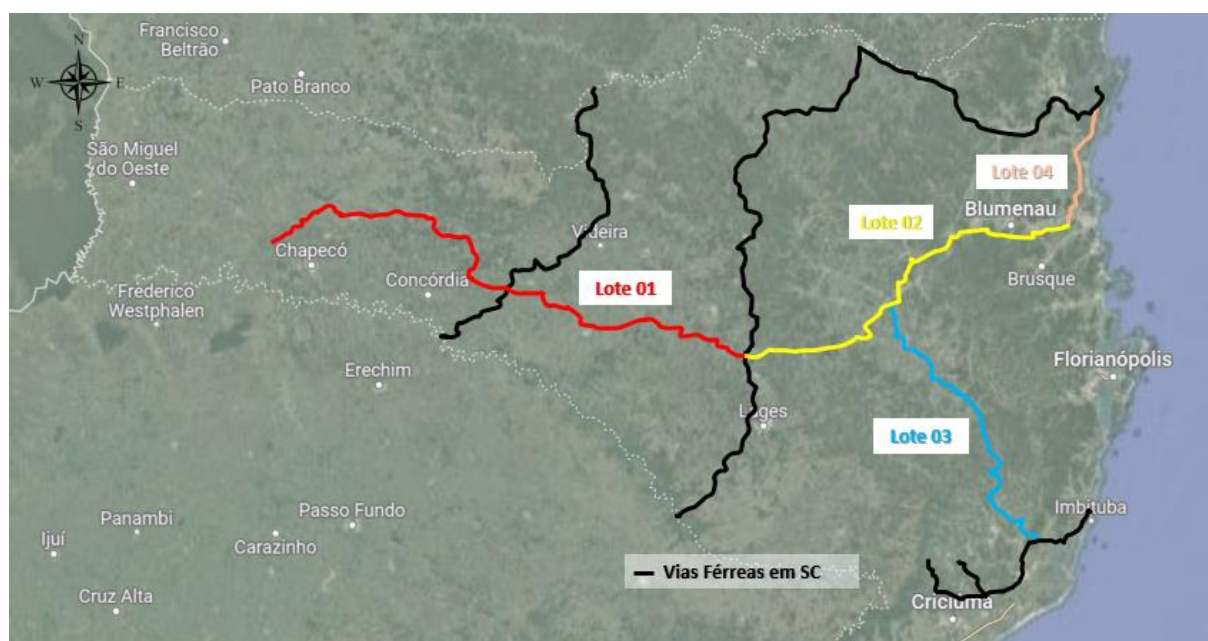 Francisco
Beltrão
N
W
E
S
Pato Branco
São Miguel
do Oeste
Lote 04
Blumenau
Lote 02
Videira
Chapecó
Concórdia
Brusque
Lote 01
Frederico
Westphalen
Florianópolis
Erechim
Lages
Lote 03
Imbituba
Passo Fundo
Panambi
Ijuí
Carazinho
Vias Férreas em SC
Cruz Alta
Criciúma